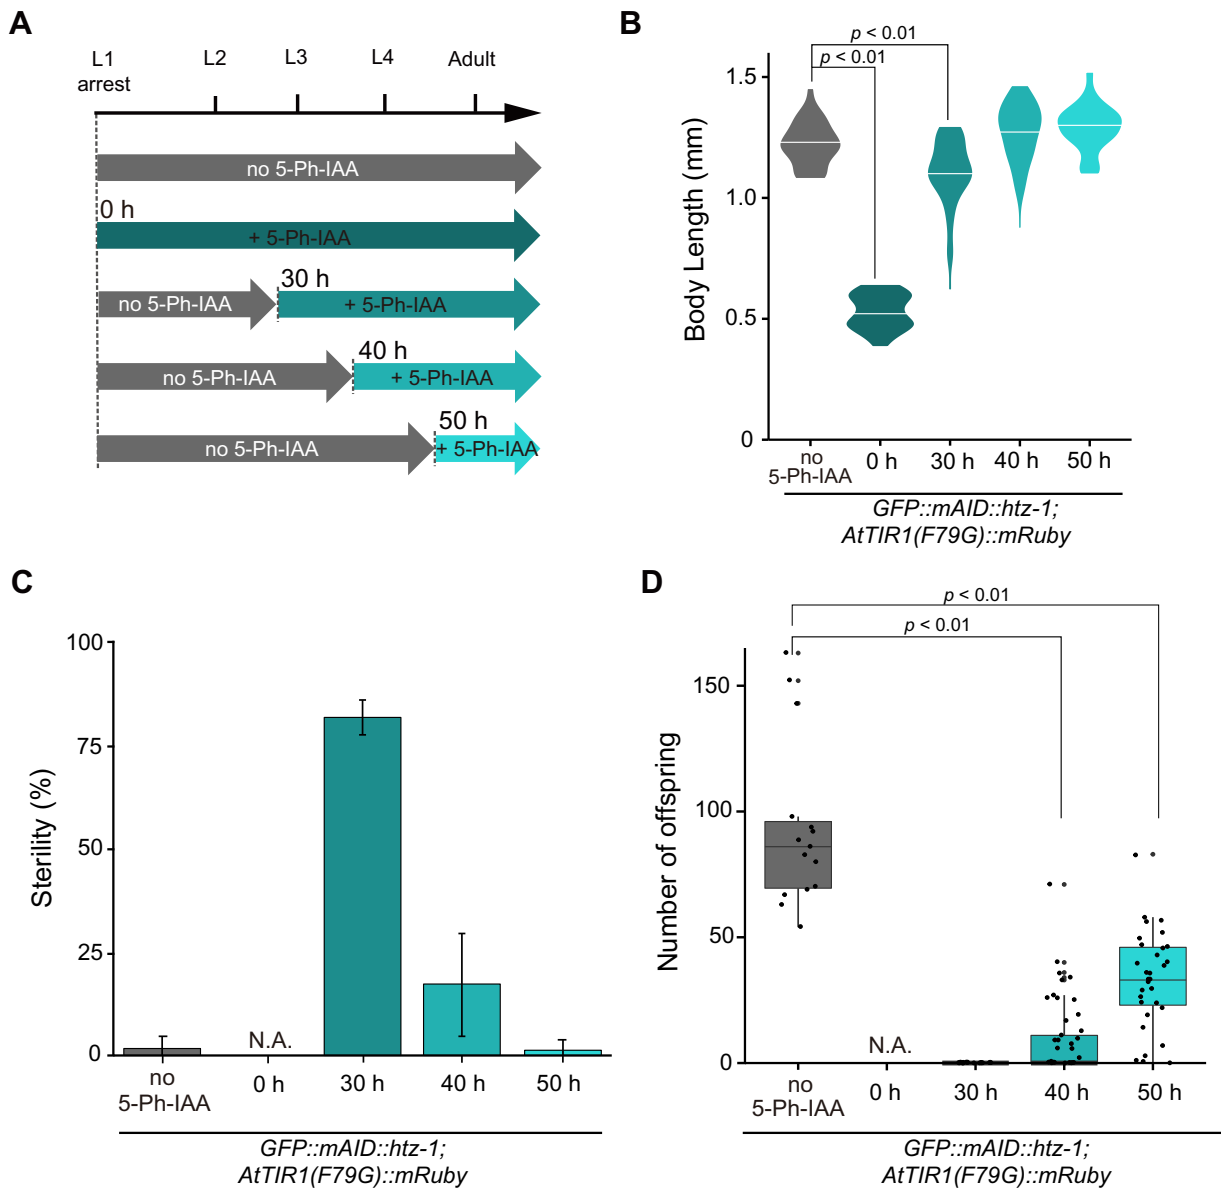 A
L1
arrest
L2
L3
L4
Adult
no 5-Ph-IAA
0 h
+ 5-Ph-IAA
30 h
no 5-Ph-IAA
+ 5-Ph-IAA
40 h
no 5-Ph-IAA
+ 5-Ph-IAA
50 h
no 5-Ph-IAA
+ 5-Ph-IAA
B
p < 0.01
p < 0.01
Body Length (mm)
1.5
1.0
0.5
0
no
5-Ph-IAA
0 h
30 h
40 h
50 h
GFP::mAID::htz-1;
AtTIR1(F79G)::mRuby
C
Sterility (%)
100
75
50
25
0
N.A.
no
5-Ph-IAA
0 h
30 h
40 h
50 h
GFP::mAID::htz-1;
AtTIR1(F79G)::mRuby
D
p < 0.01
p < 0.01
Number of offspring
150
100
50
0
N.A.
no
5-Ph-IAA
0 h
30 h
40 h
50 h
GFP::mAID::htz-1;
AtTIR1(F79G)::mRuby